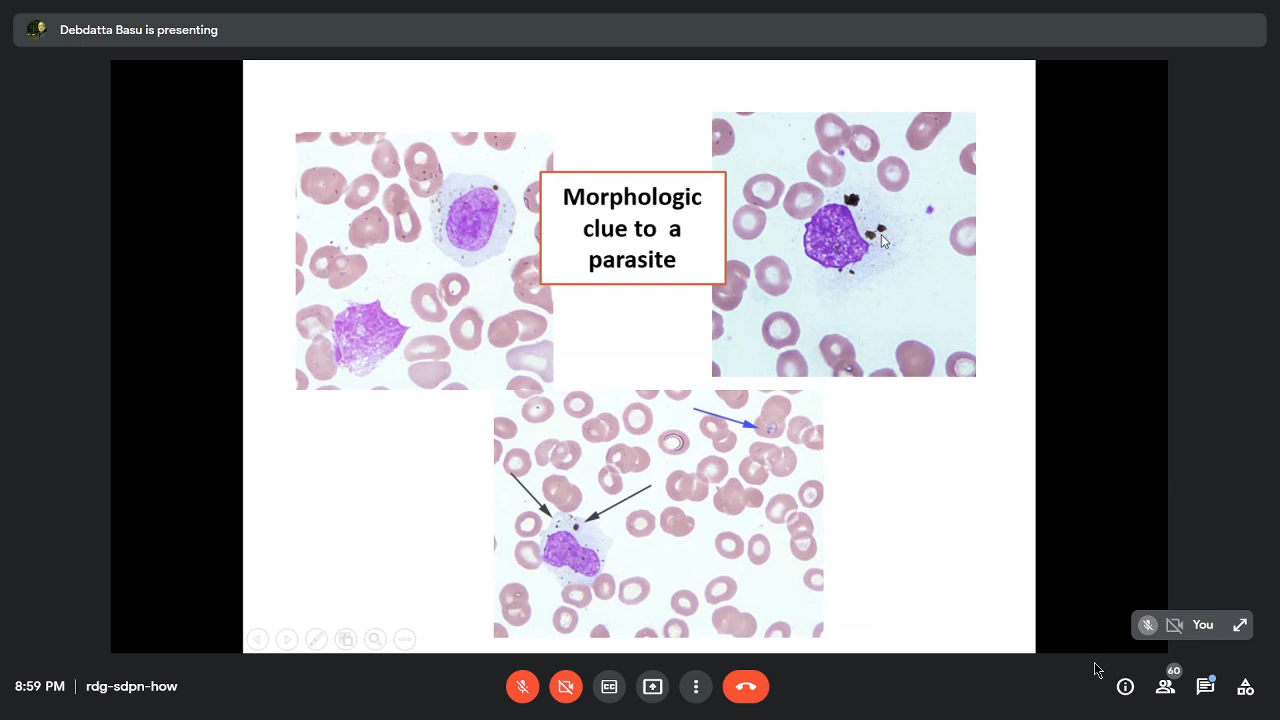 Debdatta Basu is presenting
Morphologic
clue to a
parasite
You
8:59 PM | rdg-sdpn-how
60